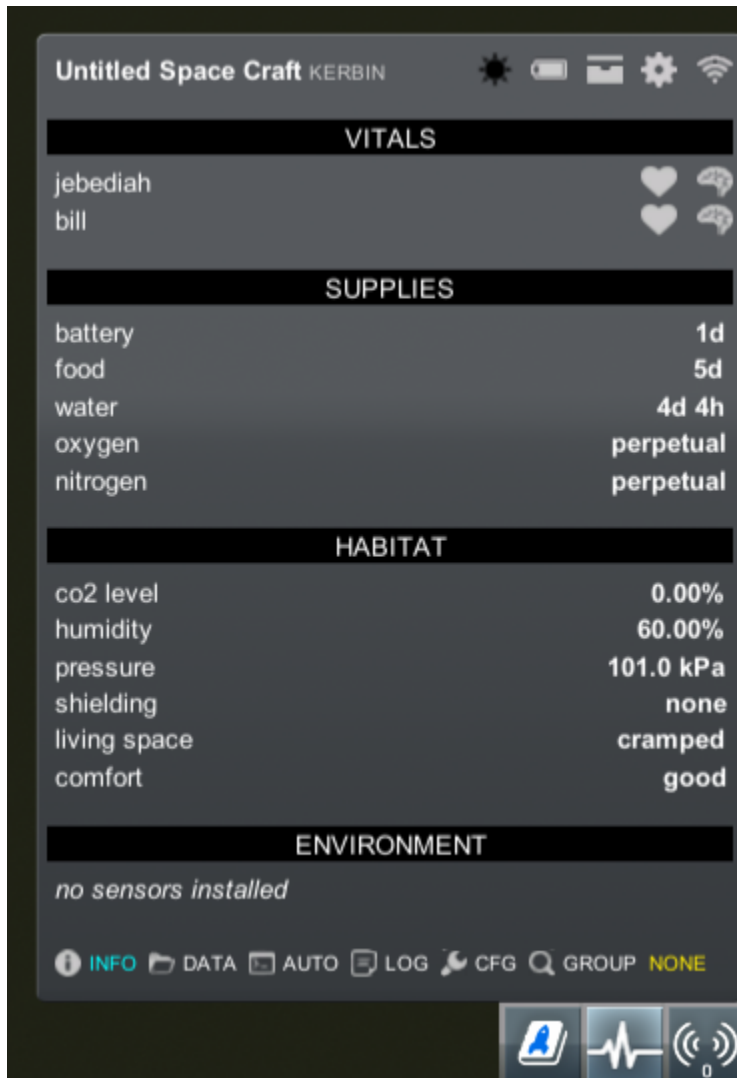 Untitled Space Craft KERBIN
VITALS
jebediah
bill
SUPPLIES
battery 1d
food 5d
water 4d 4h
oxygen perpetual
nitrogen perpetual
HABITAT
co2 level 0.00%
humidity 60.00%
pressure 101.0 kPa
shielding none
living space cramped
comfort good
ENVIRONMENT
no sensors installed
INFO DATA AUTO LOG CFG GROUP NONE
0